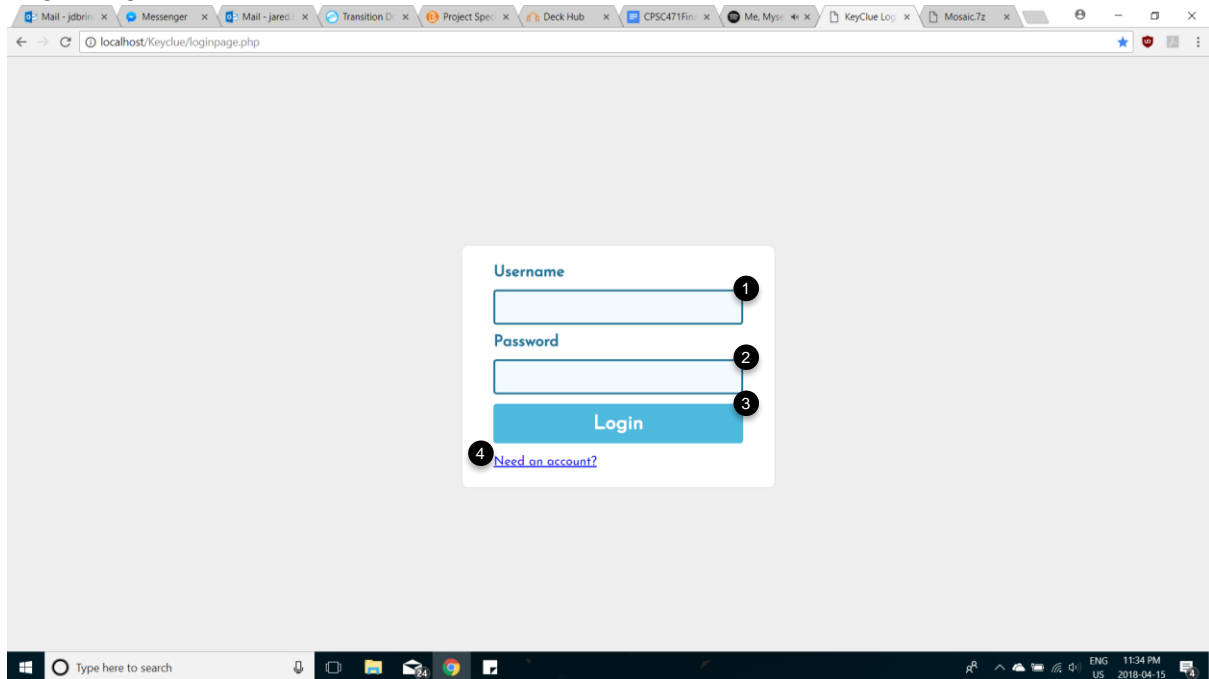 Mail - jdbrin
Messenger
Mail - jared.
Transition D
Project Spec
Deck Hub
CPSC471Fin
Me, Myse
KeyClue Log
Mosaic.7z
localhost/Keyclue/loginpage.php
Username
1
Password
2
3
Login
4
Need an account?
Type here to search
24
ENG 11:34 PM
US 2018-04-15
4